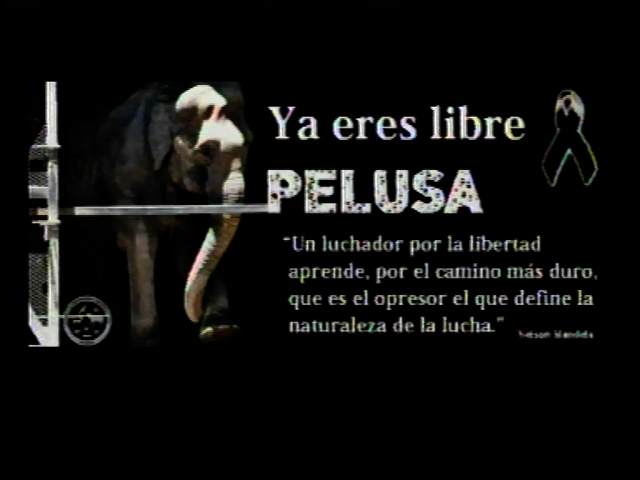 Ya eres libre
PELUSA
“Un luchador por la libertad
aprende, por el camino más duro,
que es el opresor el que define la
naturaleza de la lucha.”
Nelson Mandela